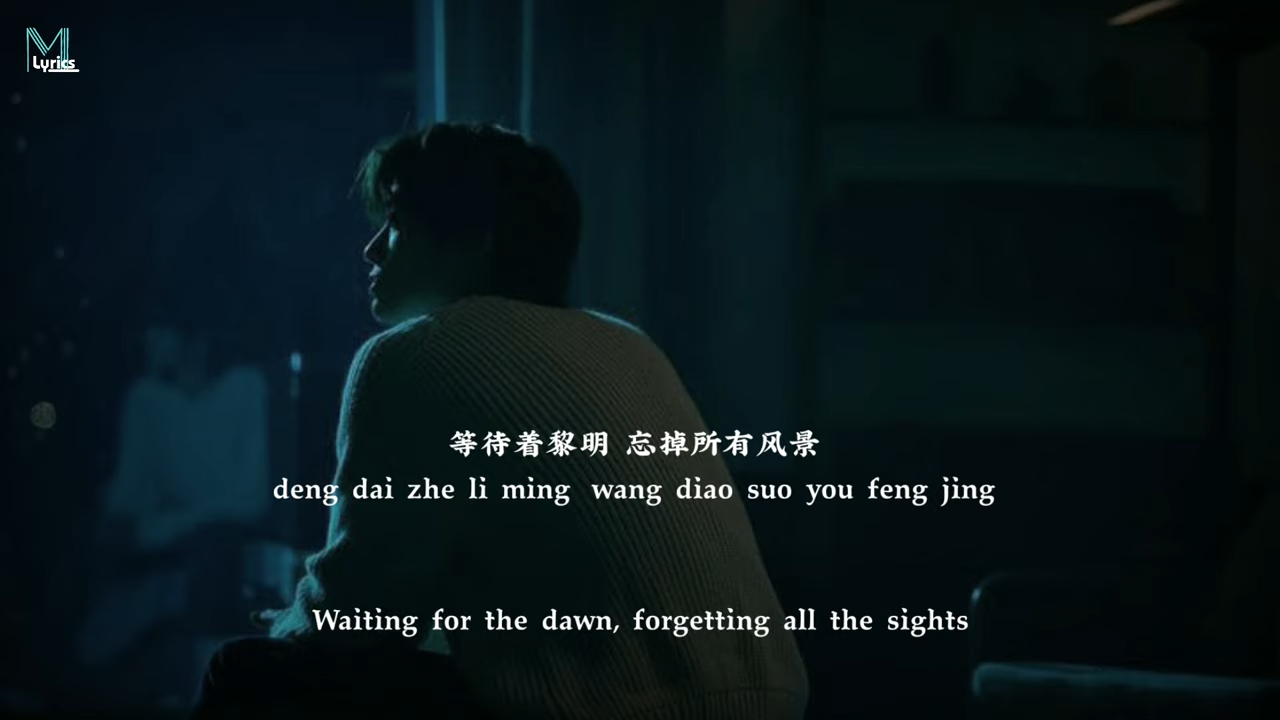 M
Lyrics
等待着黎明 忘掉所有风景
deng dai zhe li ming wang diao suo you feng jing
Waiting for the dawn, forgetting all the sights